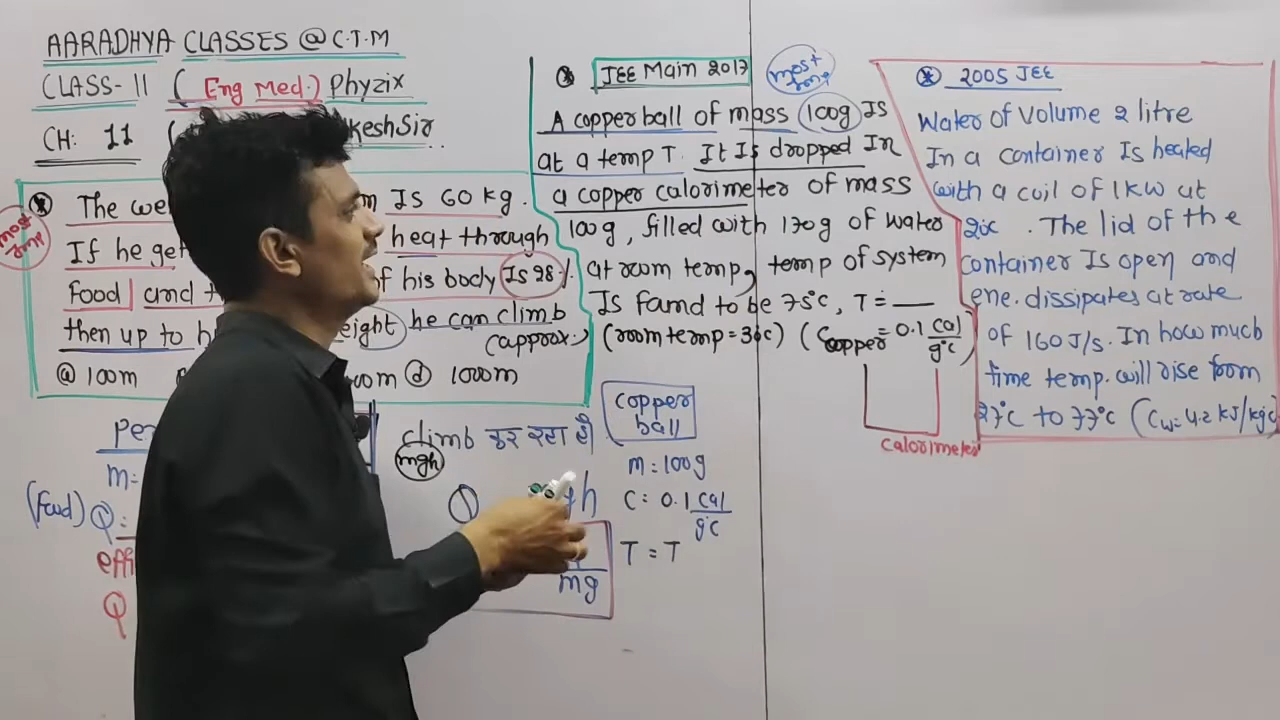 AARADHYA CLASSES @ C.T.M
CLASS-11 ( Eng Med.) Phyzix
CH: 11 ( keshSir..
most Imp
The we m Is 60 kg.
If he get heat through
Food and of his body Is 28 %
then up to eight he can climb
(approx.)
@ 100m 00m ⓓ 1000m
Per
m=
(Food) Q =
effi
Q
climb कर रहा है।
mgh
Q h
mg
JEE Main 2017
most Imp
A copper ball of mass 100g Is
at a temp T. It Is dropped In
a copper calorimeter of mass
100g, filled with 170g of water
at room temp, temp of system
Is found to be 75°C, T = __
(room temp = 30°C) (Ccopper = 0.1 cal/g°C)
copper
ball
m = 100g
C = 0.1 cal/g°C
T = T
calorimeter
2005 JEE
Water of volume 2 litre
In a container Is heated
with a coil of 1KW at
. The lid of the
container Is open and
ene. dissipates at rate
of 160 J/s. In how much
time temp. will rise from
27°C to 77°C (Cw= 4.2 kJ/kg°C